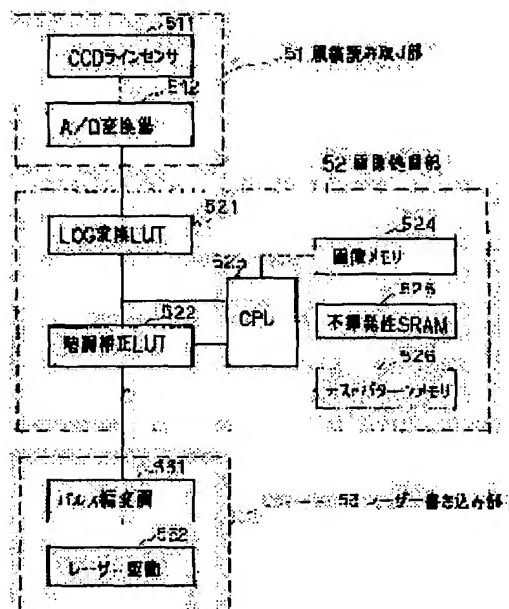 511
CCDラインセンサ
51 原稿読み取り部
512
A/D変換器
52 画像処理部
521
LOG変換LUT
524
画像メモリ
523
CPU
525
不揮発性SRAM
522
階調補正LUT
526
テストパターンメモリ
531
パルス幅変調
53 レーザー書き込み部
532
レーザー駆動